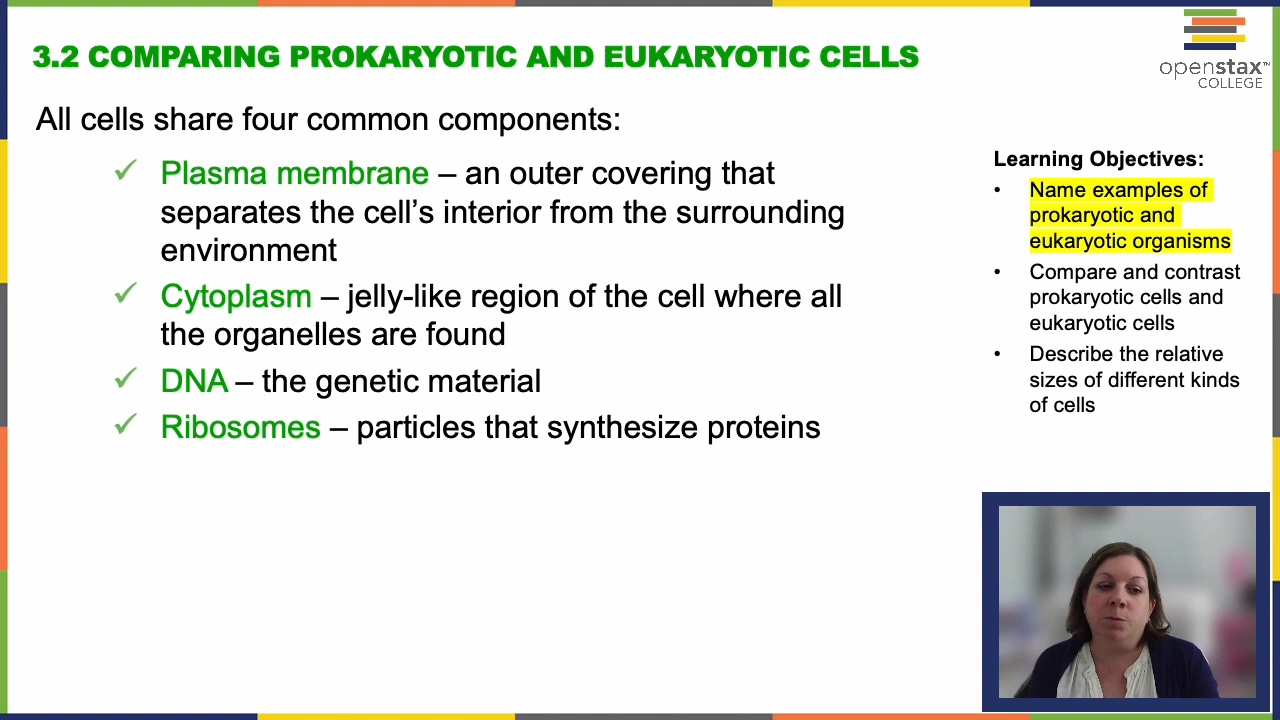 3.2 COMPARING PROKARYOTIC AND EUKARYOTIC CELLS
openstax™
COLLEGE
All cells share four common components:
✓ Plasma membrane – an outer covering that
separates the cell’s interior from the surrounding
environment
✓ Cytoplasm – jelly-like region of the cell where all
the organelles are found
✓ DNA – the genetic material
✓ Ribosomes – particles that synthesize proteins
Learning Objectives:
• Name examples of
prokaryotic and
eukaryotic organisms
• Compare and contrast
prokaryotic cells and
eukaryotic cells
• Describe the relative
sizes of different kinds
of cells